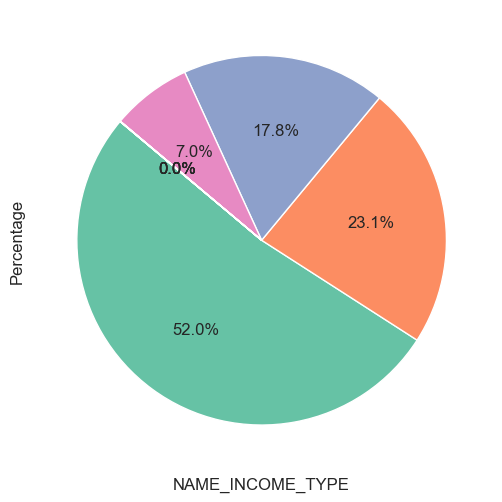 17.8%
7.0%
0.0%
23.1%
Percentage
52.0%
NAME_INCOME_TYPE